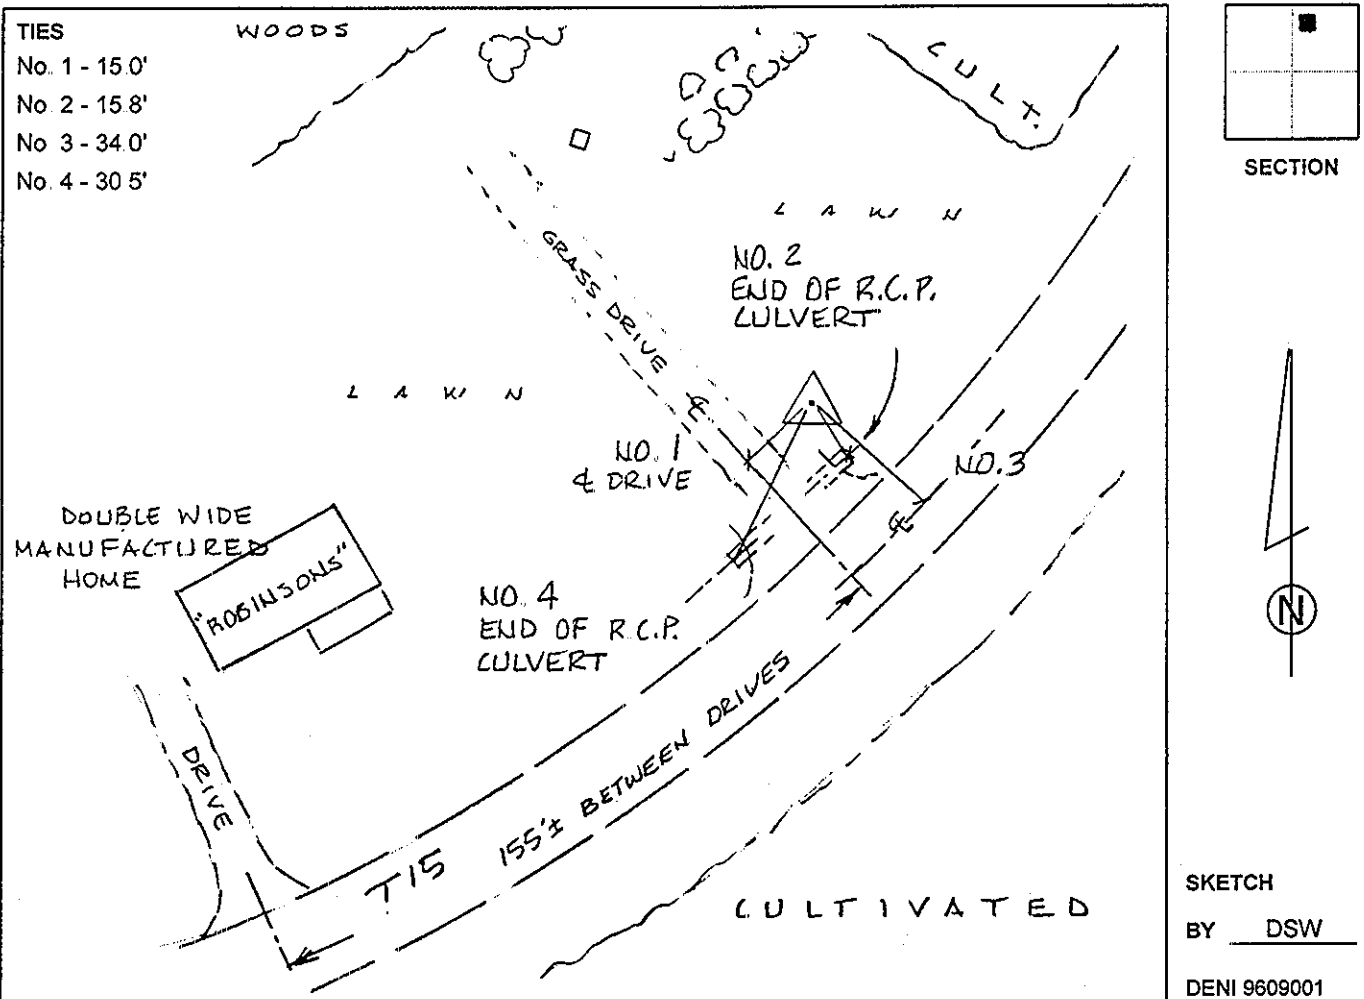 TIES
No. 1 - 15.0'
No. 2 - 15.8'
No 3 - 34.0'
No. 4 - 30 5'
WOODS
CULT.
SECTION
LAWN
GRASS DRIVE ℄
NO. 2
END OF R.C.P.
CULVERT
LAWN
NO. 1
℄ DRIVE
NO. 3
℄
DOUBLE WIDE
MANUFACTURED
HOME
"ROBINSONS"
NO. 4
END OF R.C.P.
CULVERT
N
DRIVE
T15
155'± BETWEEN DRIVES
CULTIVATED
SKETCH
BY DSW
DENI 9609001